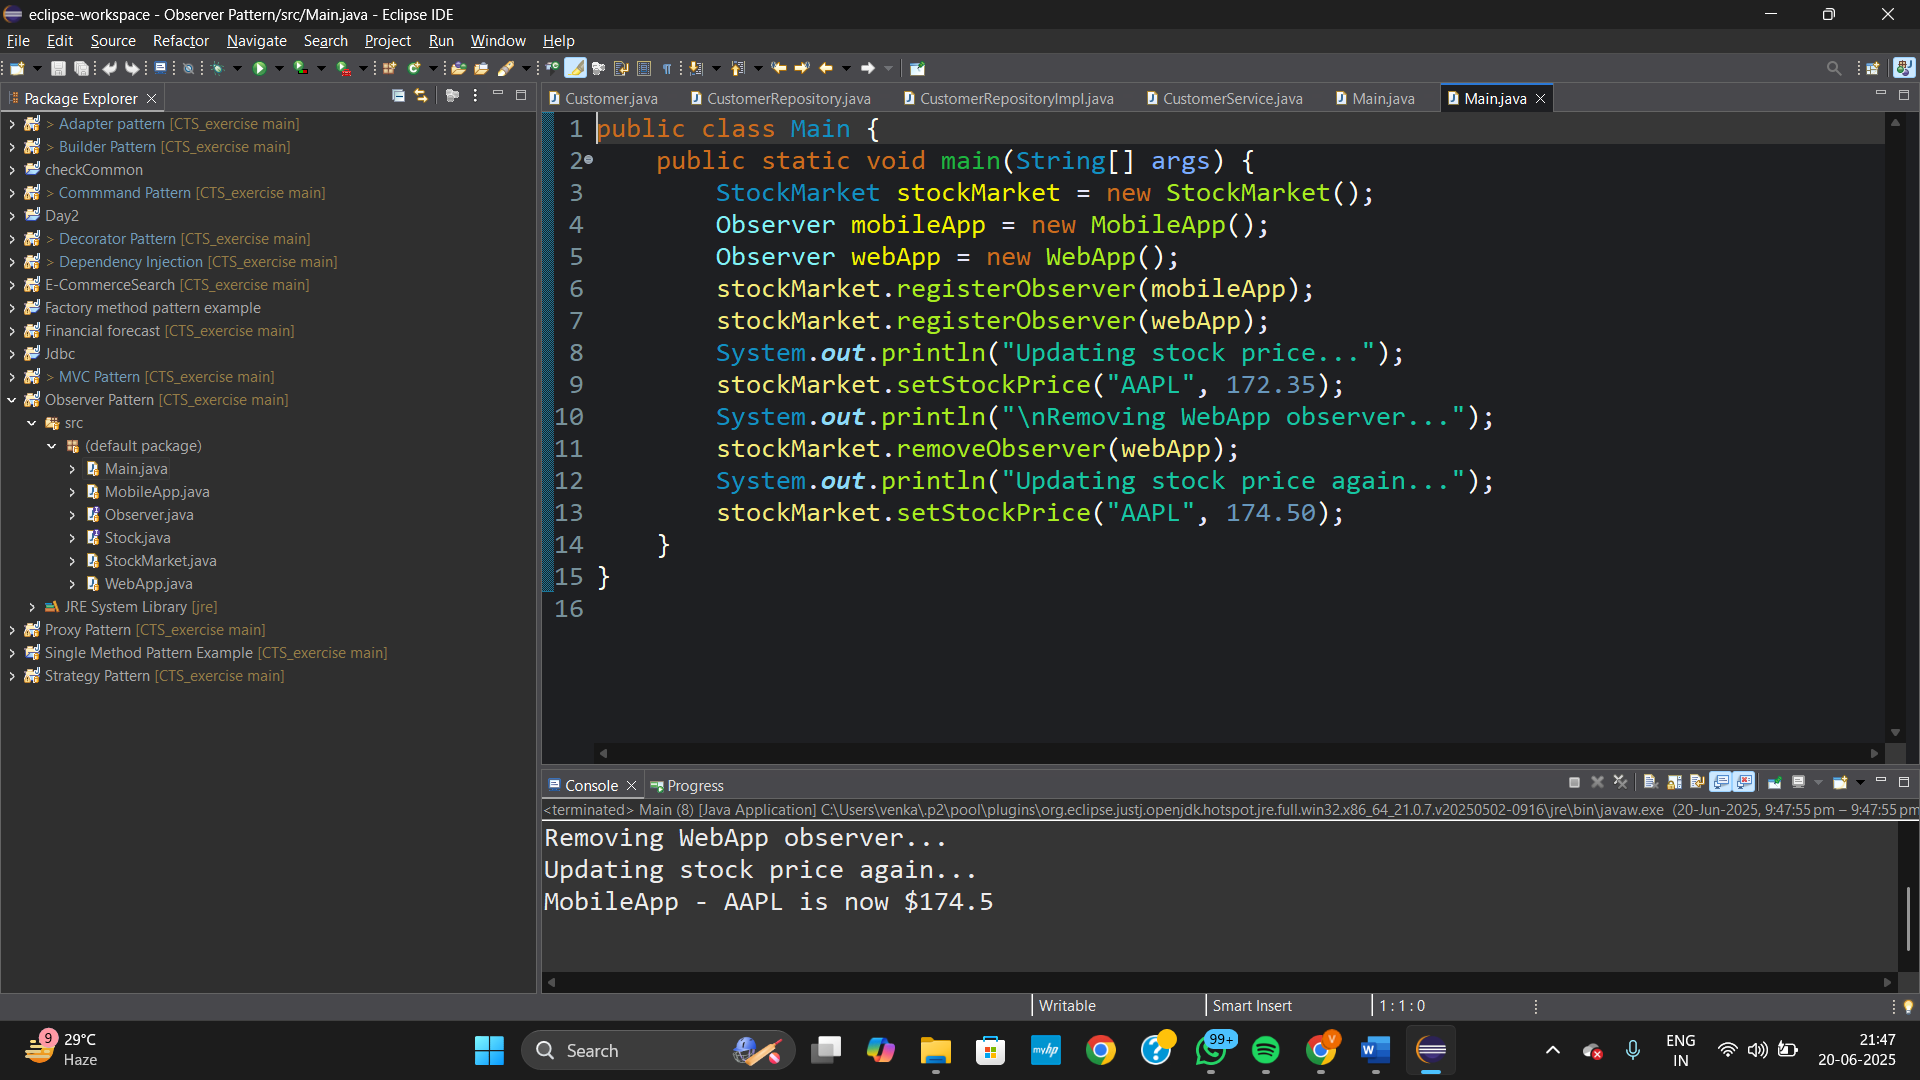 eclipse-workspace - Observer Pattern/src/Main.java - Eclipse IDE
File Edit Source Refactor Navigate Search Project Run Window Help
Package Explorer
> Adapter pattern [CTS_exercise main]
> Builder Pattern [CTS_exercise main]
checkCommon
> Commmand Pattern [CTS_exercise main]
Day2
> Decorator Pattern [CTS_exercise main]
> Dependency Injection [CTS_exercise main]
E-CommerceSearch [CTS_exercise main]
Factory method pattern example
Financial forecast [CTS_exercise main]
Jdbc
> MVC Pattern [CTS_exercise main]
Observer Pattern [CTS_exercise main]
src
(default package)
Main.java
MobileApp.java
Observer.java
Stock.java
StockMarket.java
WebApp.java
JRE System Library [jre]
Proxy Pattern [CTS_exercise main]
Single Method Pattern Example [CTS_exercise main]
Strategy Pattern [CTS_exercise main]
Customer.java CustomerRepository.java CustomerRepositoryImpl.java CustomerService.java Main.java Main.java
1 public class Main {
2 public static void main(String[] args) {
3 StockMarket stockMarket = new StockMarket();
4 Observer mobileApp = new MobileApp();
5 Observer webApp = new WebApp();
6 stockMarket.registerObserver(mobileApp);
7 stockMarket.registerObserver(webApp);
8 System.out.println("Updating stock price...");
9 stockMarket.setStockPrice("AAPL", 172.35);
10 System.out.println("\nRemoving WebApp observer...");
11 stockMarket.removeObserver(webApp);
12 System.out.println("Updating stock price again...");
13 stockMarket.setStockPrice("AAPL", 174.50);
14 }
15 }
16
Console Progress
<terminated> Main (8) [Java Application] C:\Users\venka\.p2\pool\plugins\org.eclipse.justj.openjdk.hotspot.jre.full.win32.x86_64_21.0.7.v20250502-0916\jre\bin\javaw.exe (20-Jun-2025, 9:47:55 pm – 9:47:55 pm
Removing WebApp observer...
Updating stock price again...
MobileApp - AAPL is now $174.5
Writable Smart Insert 1 : 1 : 0
9
29°C
Haze
Search
myhp
99+
V
W
ENG
IN
21:47
20-06-2025